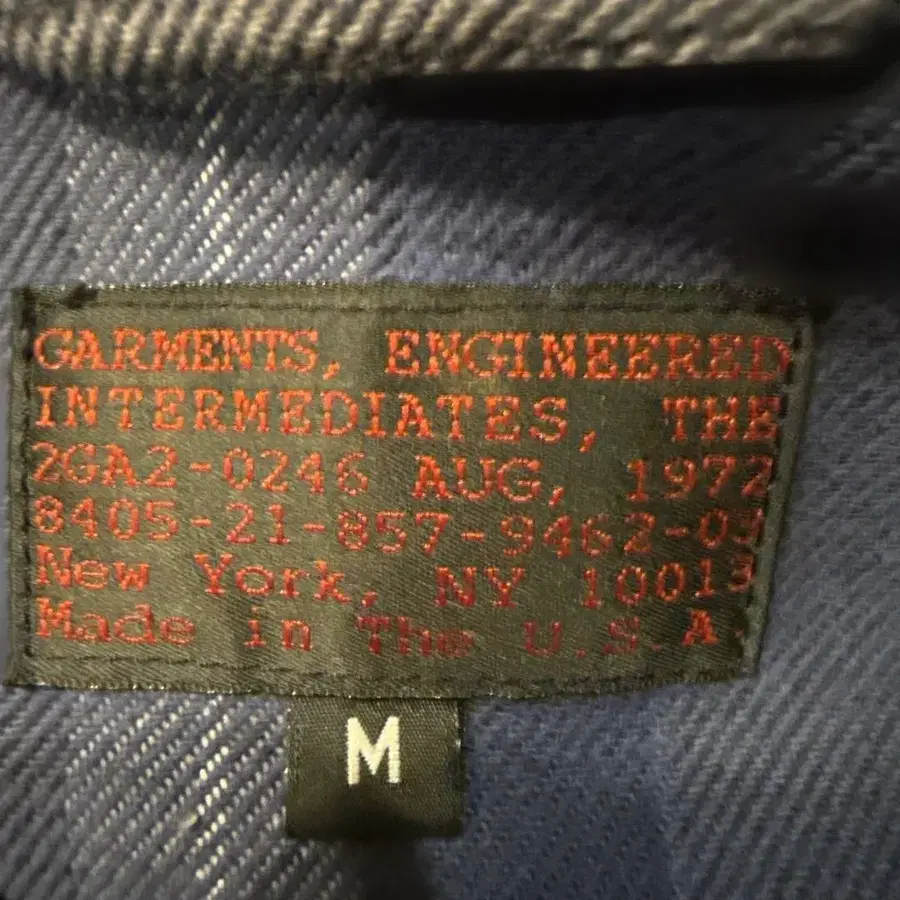 GARMENTS, ENGINEERED
INTERMEDIATES, THE
2GA2-0246 AUG, 1972
8405-21-857-9462-03
New York, NY 10013
Made in The U.S.A.
M